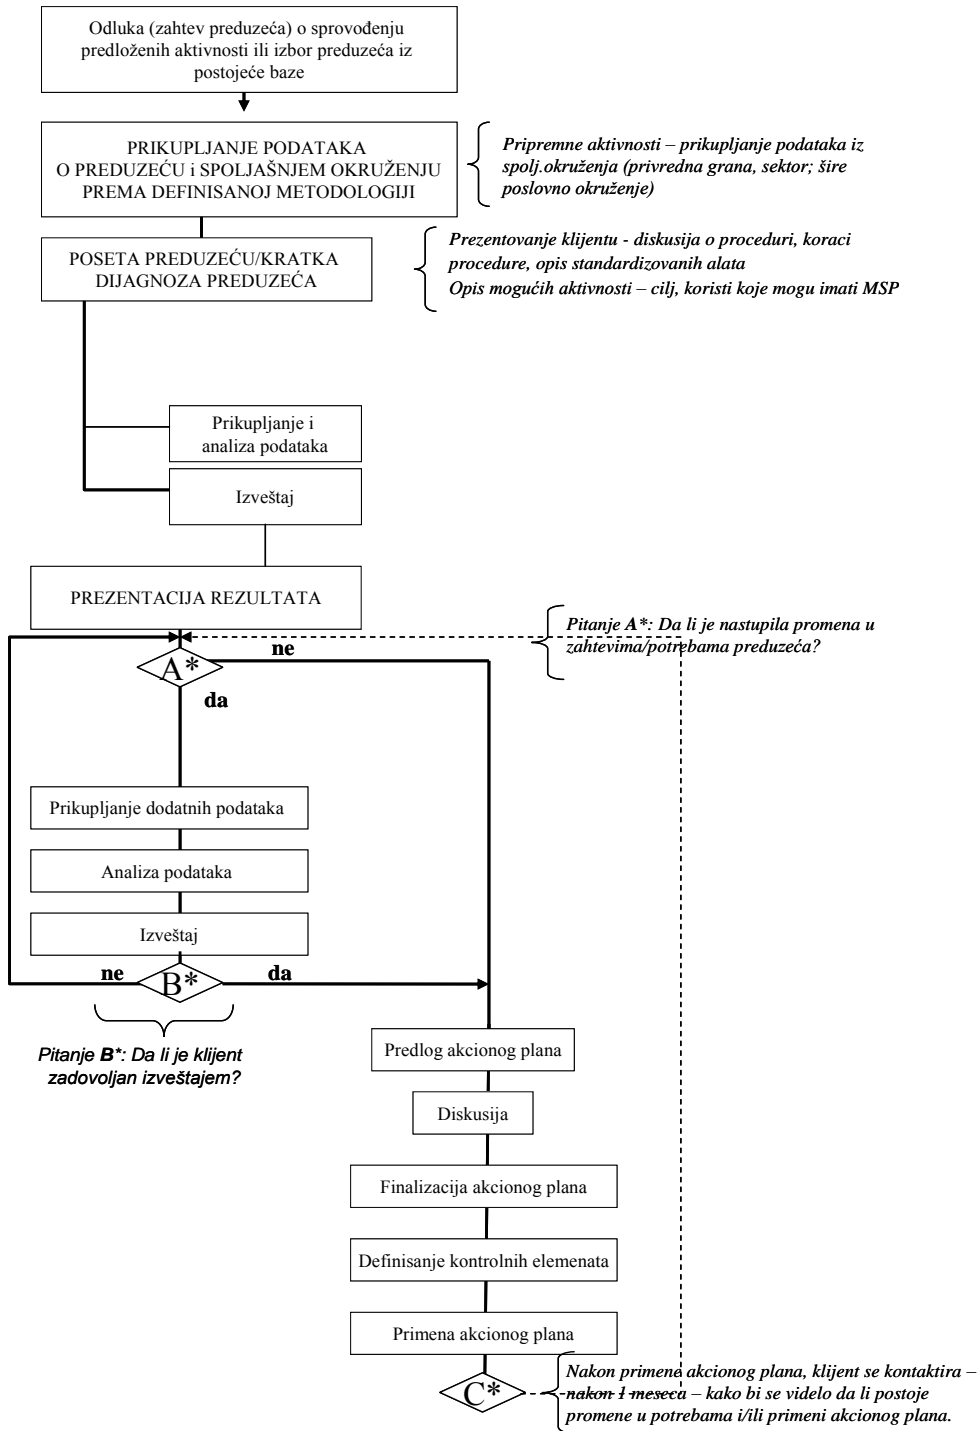 Odluka (zahtev preduzeća) o sprovođenju
predloženih aktivnosti ili izbor preduzeća iz
postojeće baze
PRIKUPLJANJE PODATAKA
O PREDUZEĆU i SPOLJAŠNJEM OKRUŽENJU
PREMA DEFINISANOJ METODOLOGIJI
Pripremne aktivnosti – prikupljanje podataka iz
spolj.okruženja (privredna grana, sektor; šire
poslovno okruženje)
POSETA PREDUZEĆU/KRATKA
DIJAGNOZA PREDUZEĆA
Prezentovanje klijentu - diskusija o proceduri, koraci
procedure, opis standardizovanih alata
Opis mogućih aktivnosti – cilj, koristi koje mogu imati MSP
Prikupljanje i
analiza podataka
Izveštaj
PREZENTACIJA REZULTATA
Pitanje A*: Da li je nastupila promena u
zahtevima/potrebama preduzeća?
ne
A*
da
Prikupljanje dodatnih podataka
Analiza podataka
Izveštaj
ne
B*
da
Pitanje B*: Da li je klijent
zadovoljan izveštajem?
Predlog akcionog plana
Diskusija
Finalizacija akcionog plana
Definisanje kontrolnih elemenata
Primena akcionog plana
C*
Nakon primene akcionog plana, klijent se kontaktira –
nakon 1 meseca – kako bi se videlo da li postoje
promene u potrebama i/ili primeni akcionog plana.